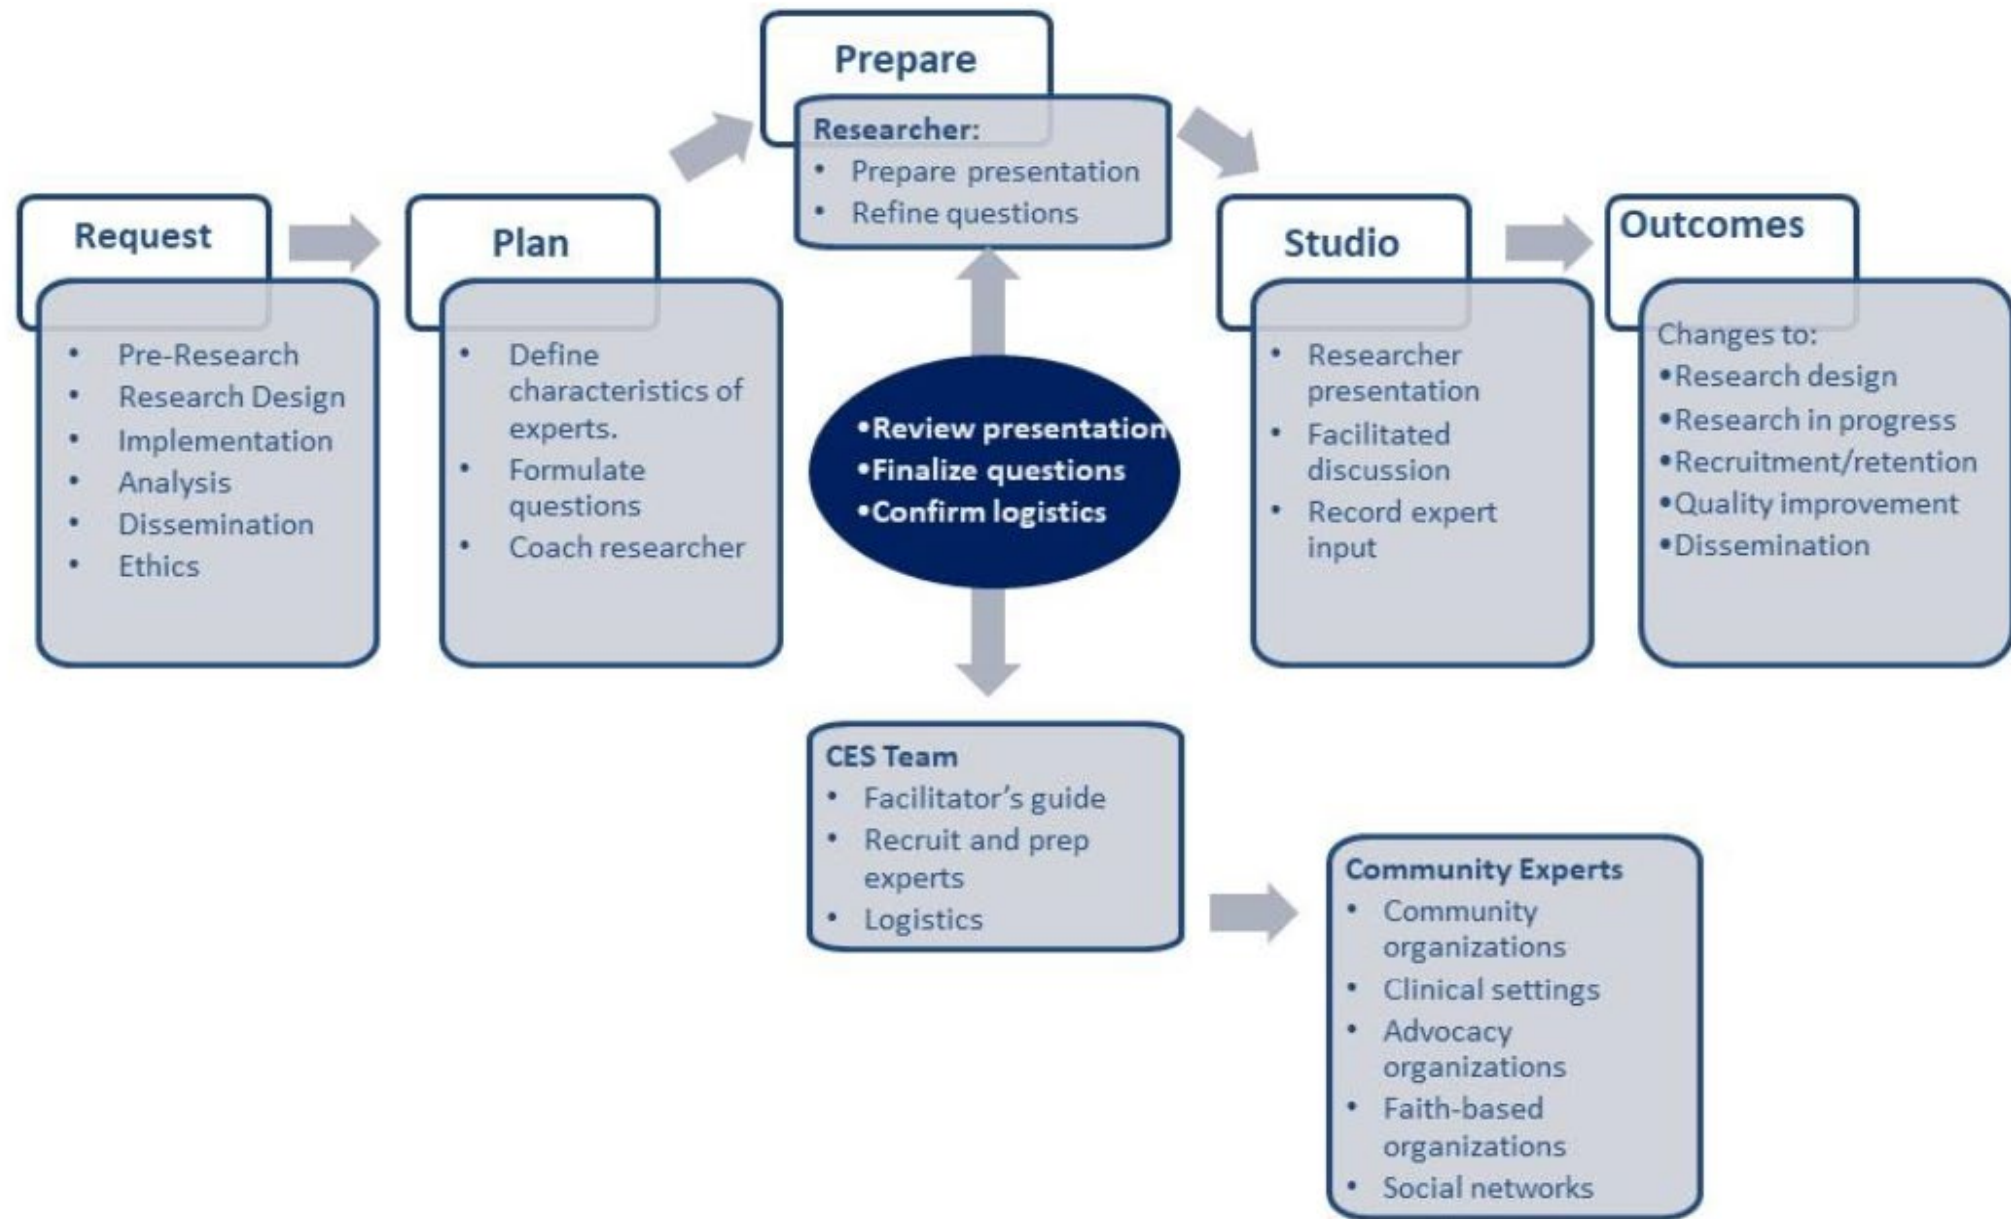 Request
• Pre-Research
• Research Design
• Implementation
• Analysis
• Dissemination
• Ethics
Plan
• Define
characteristics of
experts.
• Formulate
questions
• Coach researcher
Prepare
Researcher:
• Prepare presentation
• Refine questions
•Review presentation
•Finalize questions
•Confirm logistics
CES Team
• Facilitator’s guide
• Recruit and prep
experts
• Logistics
Community Experts
• Community
organizations
• Clinical settings
• Advocacy
organizations
• Faith-based
organizations
• Social networks
Studio
• Researcher
presentation
• Facilitated
discussion
• Record expert
input
Outcomes
Changes to:
•Research design
•Research in progress
•Recruitment/retention
•Quality improvement
•Dissemination